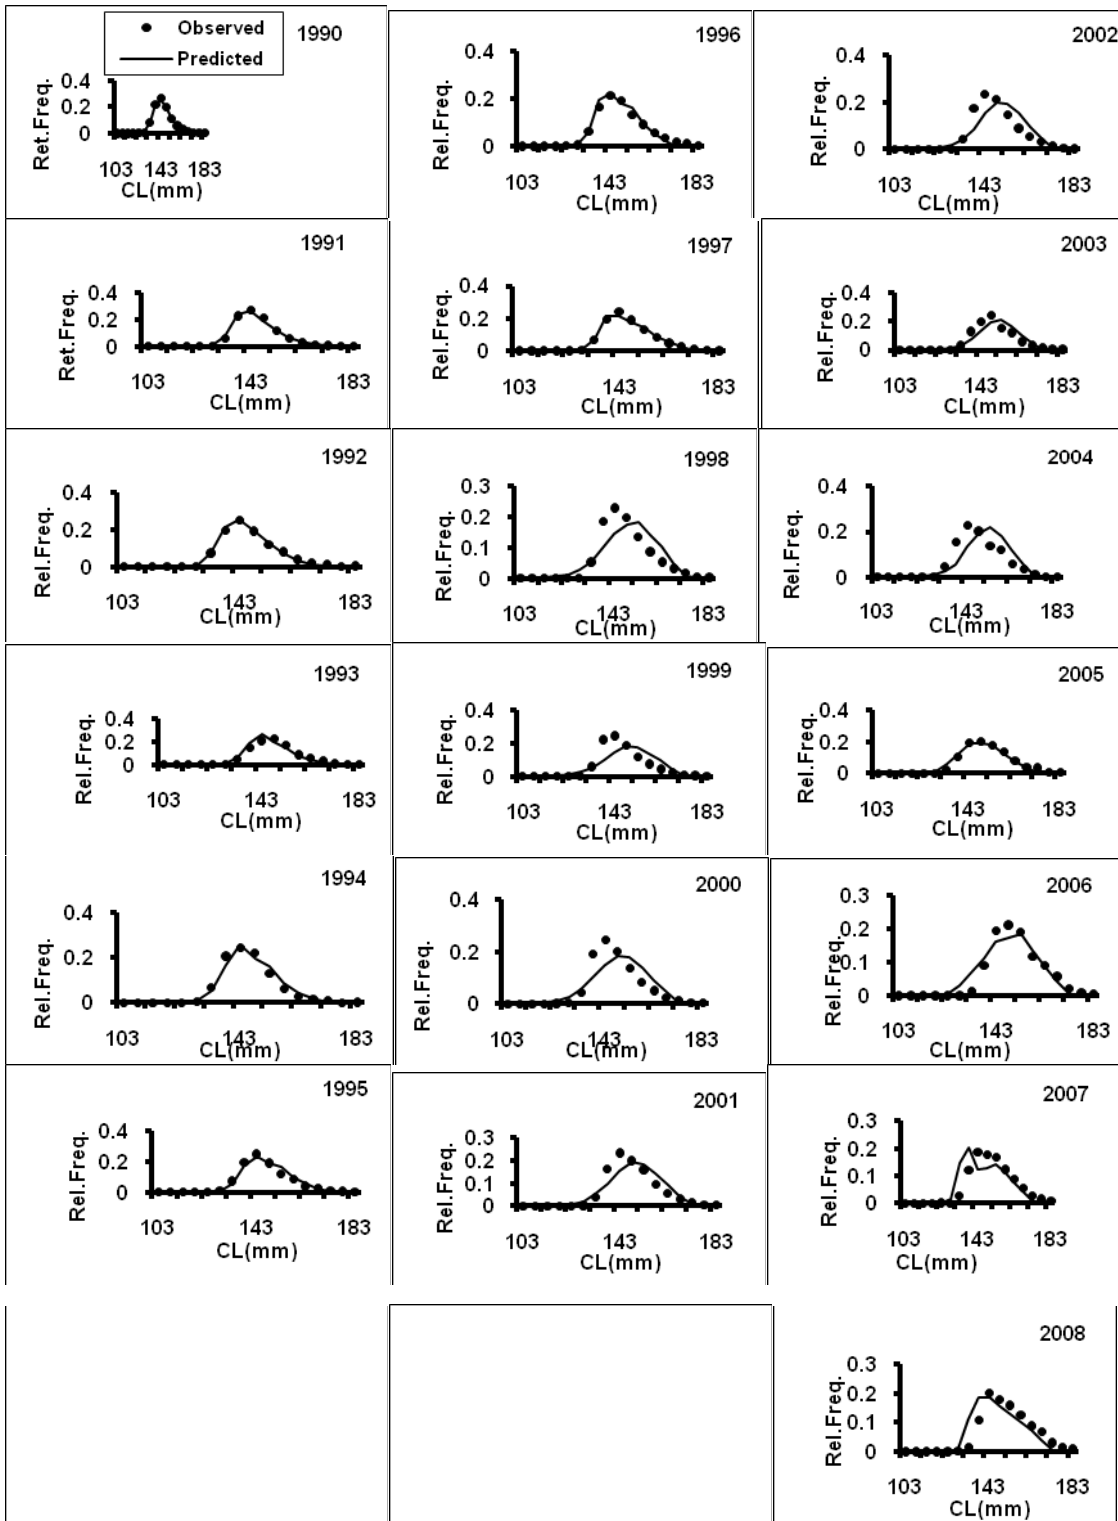 Observed
Predicted
1990
Ret.Freq.
0.4
0.2
0
103 143 183
CL(mm)
1991
Ret.Freq.
0.4
0.2
0
103 143 183
CL(mm)
1992
Rel.Freq.
0.4
0.2
0
103 143 183
CL(mm)
1993
Rel.Freq.
0.4
0.2
0
103 143 183
CL(mm)
1994
Rel.Freq.
0.4
0.2
0
103 143 183
CL(mm)
1995
Rel.Freq.
0.4
0.2
0
103 143 183
CL(mm)
1996
Rel.Freq.
0.4
0.2
0
103 143 183
CL(mm)
1997
Rel.Freq.
0.4
0.2
0
103 143 183
CL(mm)
1998
Rel.Freq.
0.3
0.2
0.1
0
103 143 183
CL(mm)
1999
Rel.Freq.
0.4
0.2
0
103 143 183
CL(mm)
2000
Rel.Freq.
0.4
0.2
0
103 143 183
CL(mm)
2001
Rel.Freq.
0.3
0.2
0.1
0
103 143 183
CL(mm)
2002
Rel.Freq.
0.4
0.2
0
103 143 183
CL(mm)
2003
Rel.Freq.
0.4
0.2
0
103 143 183
CL(mm)
2004
Rel.Freq.
0.4
0.2
0
103 143 183
CL(mm)
2005
Rel.Freq.
0.4
0.2
0
103 143 183
CL(mm)
2006
Rel.Freq.
0.3
0.2
0.1
0
103 143 183
CL(mm)
2007
Rel.Freq.
0.3
0.2
0.1
0
103 143 183
CL(mm)
2008
Rel.Freq.
0.3
0.2
0.1
0
103 143 183
CL(mm)